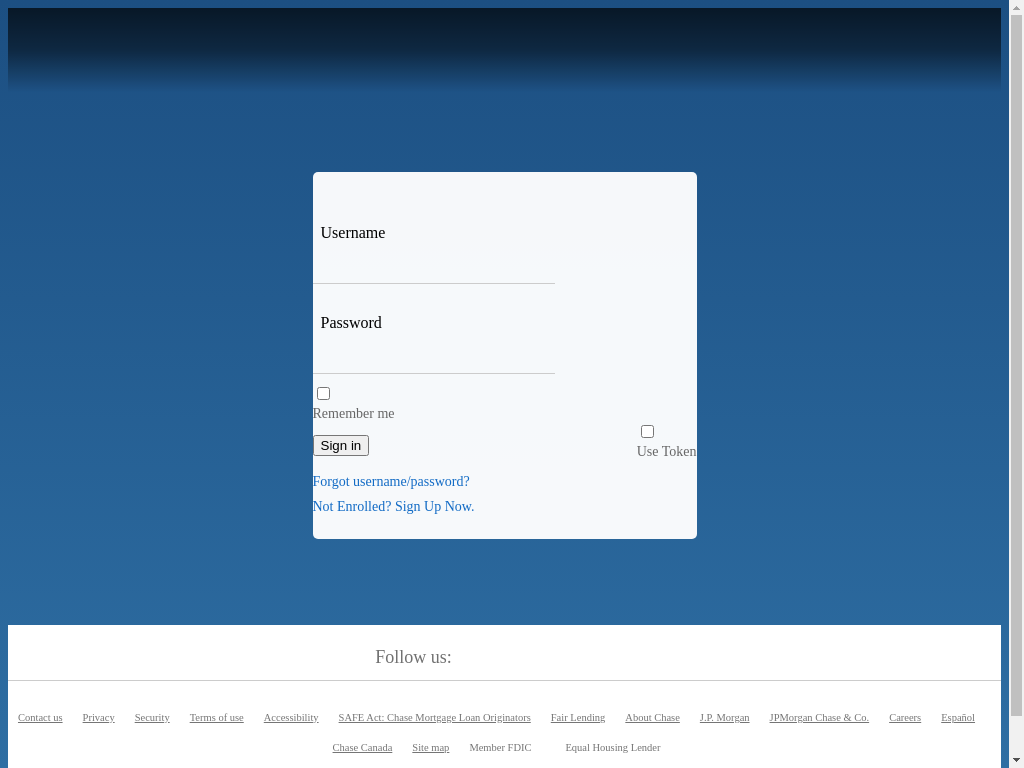 Username
Password
Remember me
Use Token
Sign in
Forgot username/password?
Not Enrolled? Sign Up Now.
Follow us:
Contact us Privacy Security Terms of use Accessibility SAFE Act: Chase Mortgage Loan Originators Fair Lending About Chase J.P. Morgan JPMorgan Chase & Co. Careers Español
Chase Canada Site map Member FDIC Equal Housing Lender